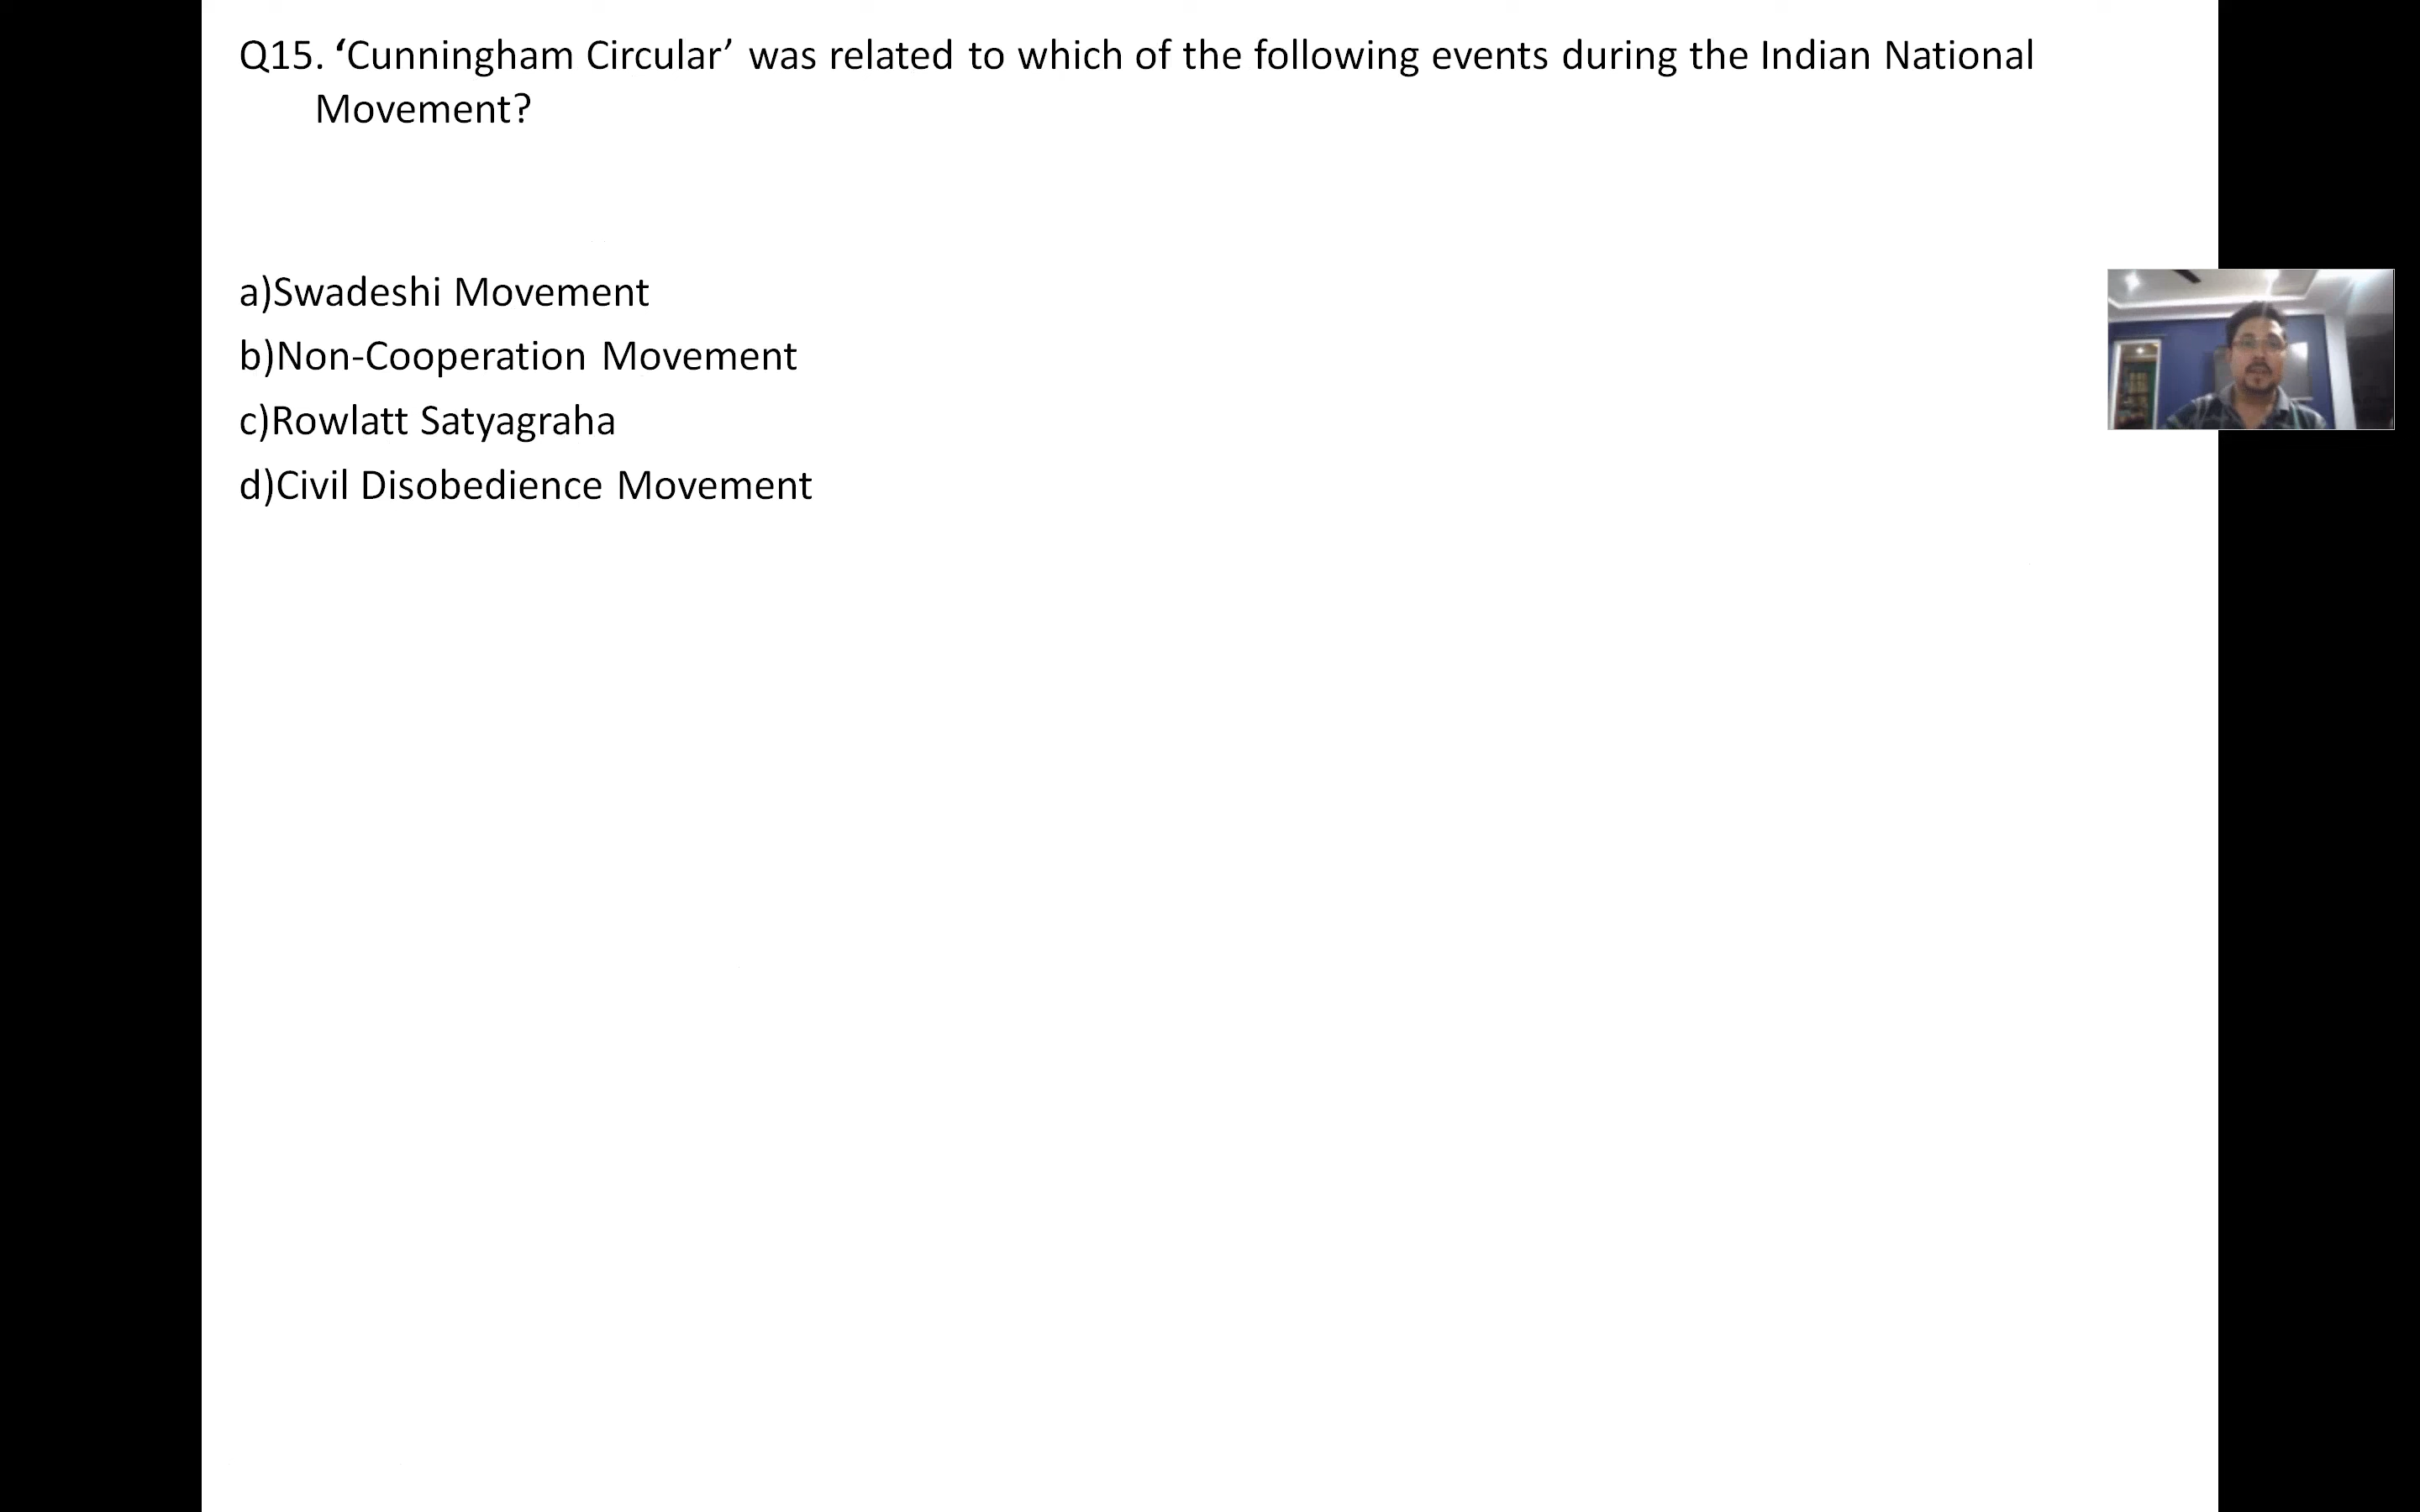 Q15. ‘Cunningham Circular’ was related to which of the following events during the Indian National
Movement?
a)Swadeshi Movement
b)Non-Cooperation Movement
c)Rowlatt Satyagraha
d)Civil Disobedience Movement